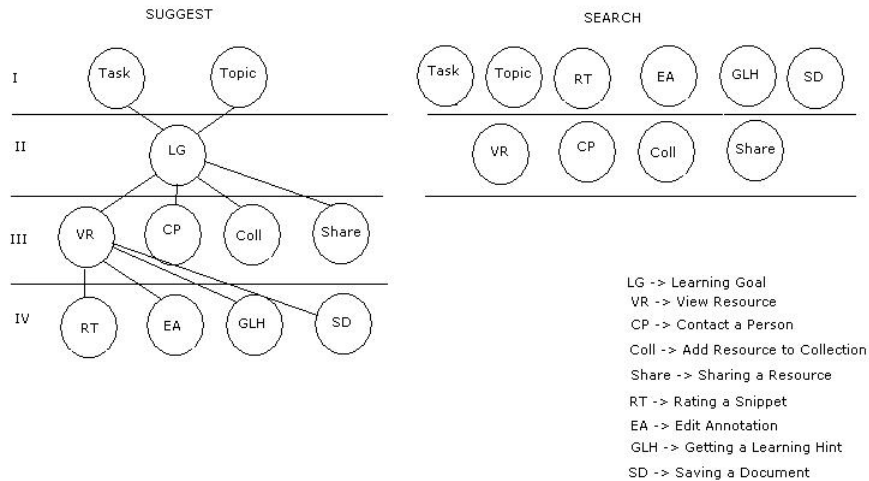 SUGGEST
SEARCH
I
Task
Topic
Task
Topic
RT
EA
GLH
SD
II
LG
VR
CP
Coll
Share
III
VR
CP
Coll
Share
IV
RT
EA
GLH
SD
LG -> Learning Goal
VR -> View Resource
CP -> Contact a Person
Coll -> Add Resource to Collection
Share -> Sharing a Resource
RT -> Rating a Snippet
EA -> Edit Annotation
GLH -> Getting a Learning Hint
SD -> Saving a Document